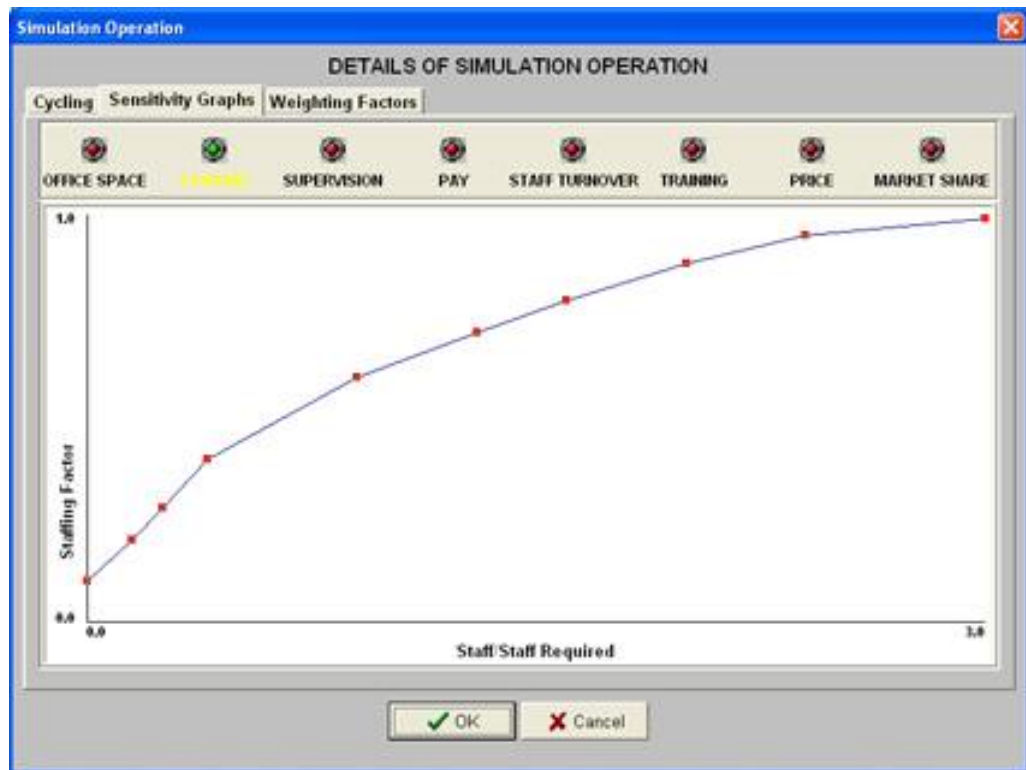 Simulation Operation
DETAILS OF SIMULATION OPERATION
Cycling Sensitivity Graphs Weighting Factors
OFFICE SPACE SUPERVISION PAY STAFF TURNOVER TRAINING PRICE MARKET SHARE
1.0
Staffing Factor
0.0
0.0 3.0
Staff/Staff Required
OK Cancel